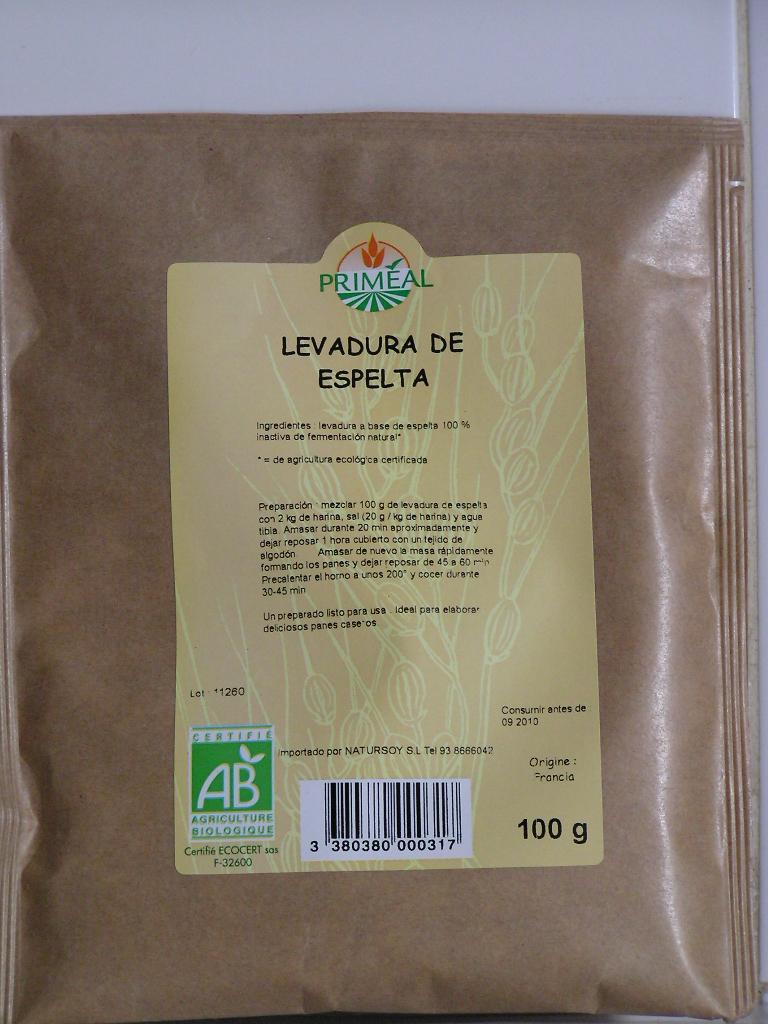 PRIMÉAL
LEVADURA DE
ESPELTA
Ingredientes : levadura a base de espelta 100 %
inactiva de fermentación natural*
* = de agricultura ecológica certificada
Preparación : mezclar 100 g de levadura de espelta
con 2 kg de harina, sal (20 g / kg de harina) y agua
tibia. Amasar durante 20 min aproximadamente y
dejar reposar 1 hora cubierto con un tejido de
algodón. Amasar de nuevo la masa rápidamente
formando los panes y dejar reposar de 45 a 60 min
Precalentar el horno a unos 200° y cocer durante
30-45 min
Un preparado listo para usa . Ideal para elaborar
deliciosos panes caseros
Lot : 11260
Consumir antes de :
09 2010
CERTIFIÉ
AB
AGRICULTURE
BIOLOGIQUE
Certifié ECOCERT sas
F-32600
Importado por NATURSOY S.L Tel 93 8666042
Origine :
Francia
3 380380 000317
100 g